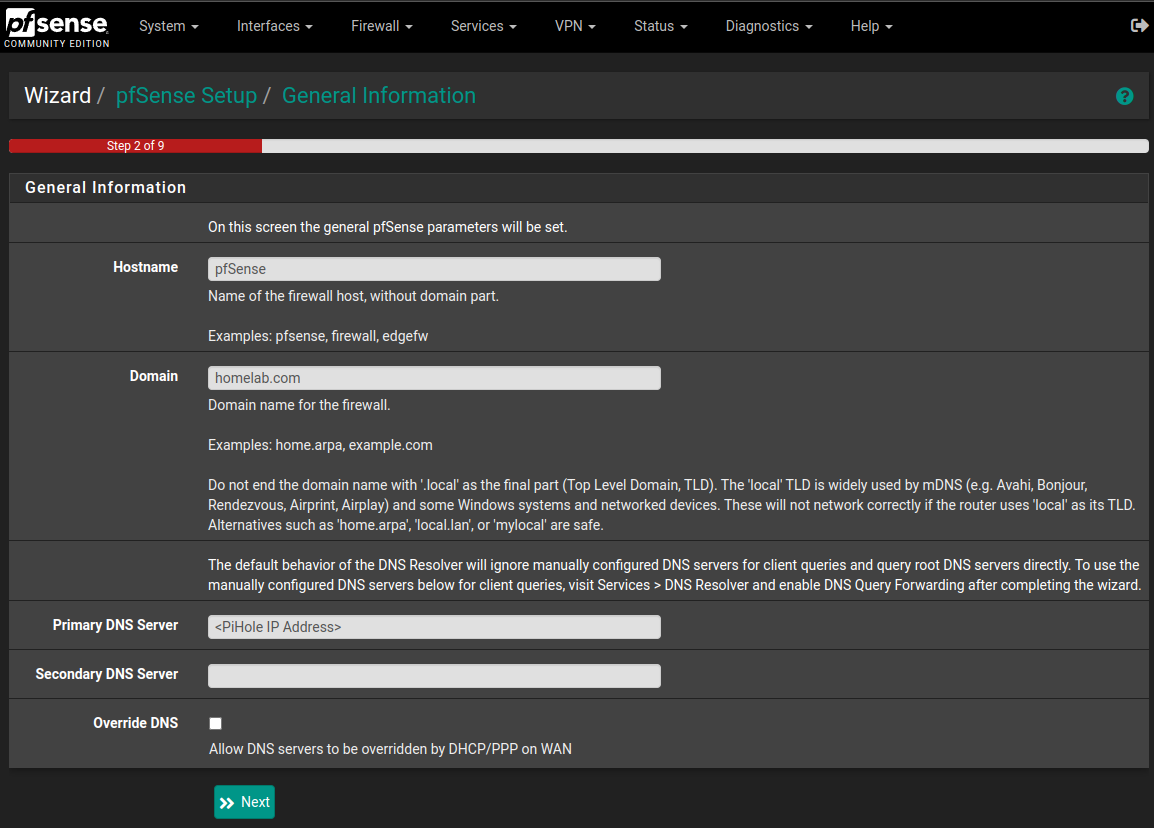 pfsense
COMMUNITY EDITION
System
Interfaces
Firewall
Services
VPN
Status
Diagnostics
Help
Wizard / pfSense Setup / General Information
Step 2 of 9
General Information
On this screen the general pfSense parameters will be set.
Hostname
pfSense
Name of the firewall host, without domain part.
Examples: pfsense, firewall, edgefw
Domain
homelab.com
Domain name for the firewall.
Examples: home.arpa, example.com
Do not end the domain name with '.local' as the final part (Top Level Domain, TLD). The 'local' TLD is widely used by mDNS (e.g. Avahi, Bonjour,
Rendezvous, Airprint, Airplay) and some Windows systems and networked devices. These will not network correctly if the router uses 'local' as its TLD.
Alternatives such as 'home.arpa', 'local.lan', or 'mylocal' are safe.
The default behavior of the DNS Resolver will ignore manually configured DNS servers for client queries and query root DNS servers directly. To use the
manually configured DNS servers below for client queries, visit Services > DNS Resolver and enable DNS Query Forwarding after completing the wizard.
Primary DNS Server
<PiHole IP Address>
Secondary DNS Server
Override DNS
Allow DNS servers to be overridden by DHCP/PPP on WAN
Next